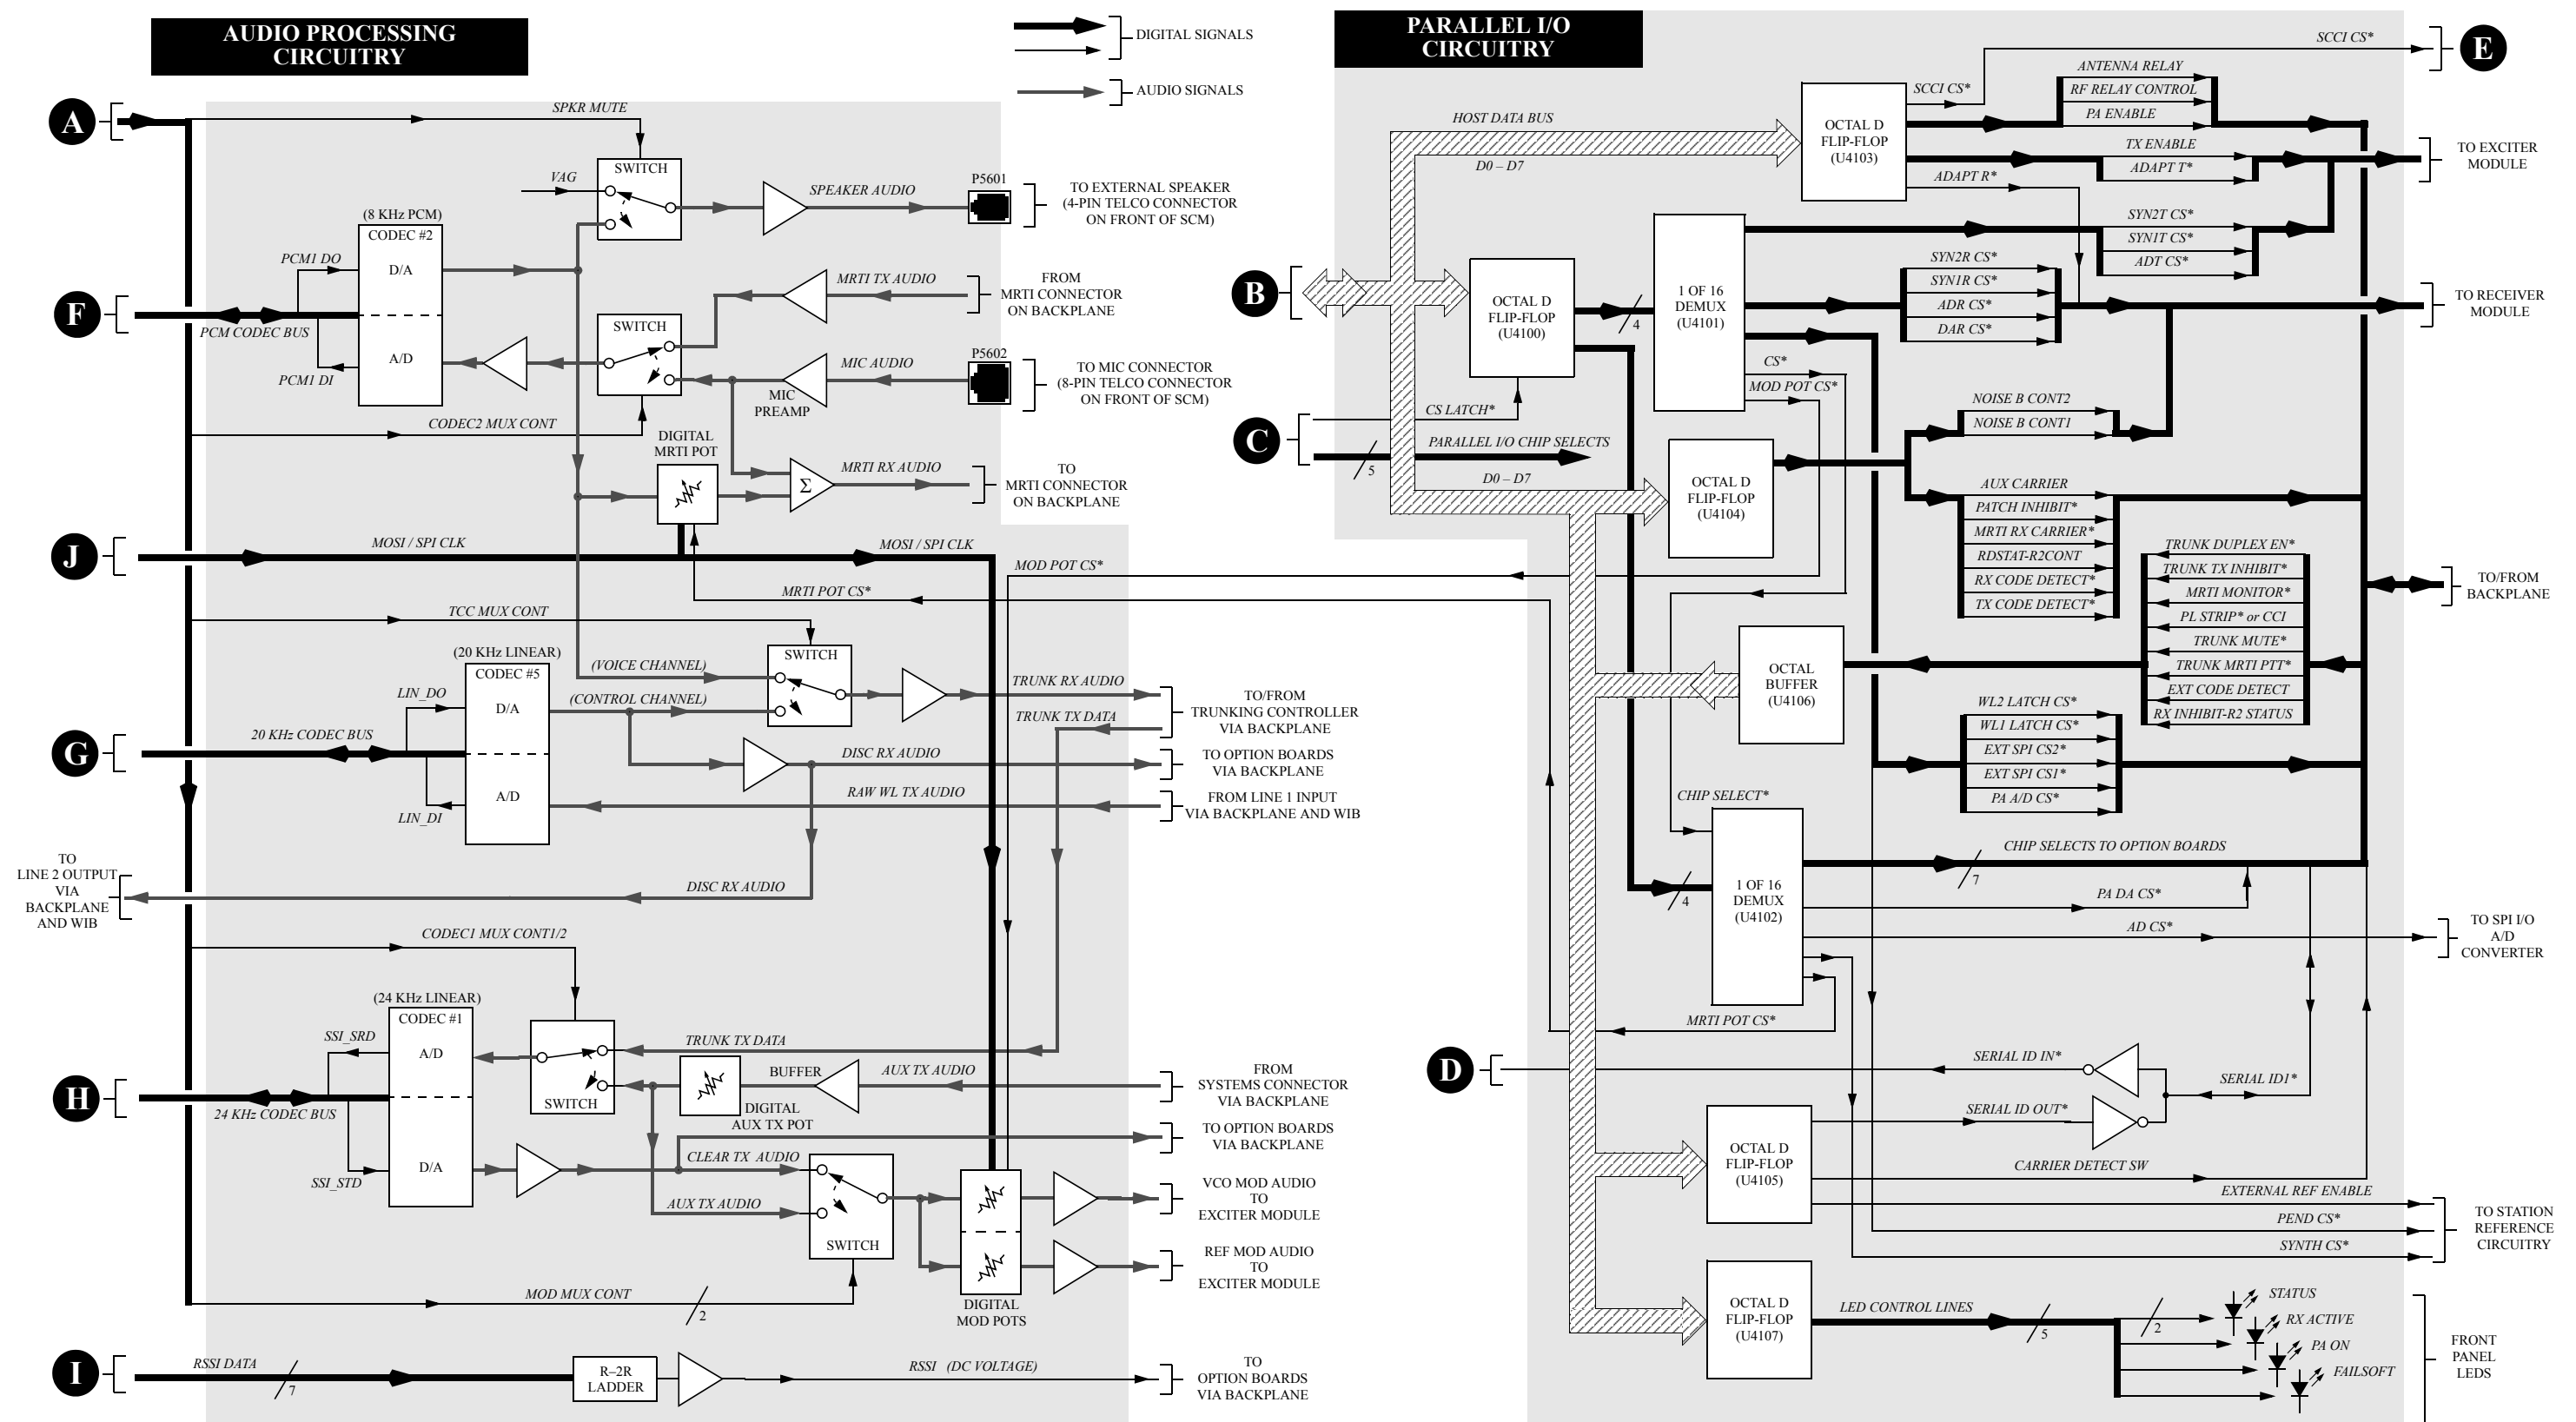 AUDIO PROCESSING
CIRCUITRY
DIGITAL SIGNALS
AUDIO SIGNALS
A
SPKR MUTE
SWITCH
VAG
SPEAKER AUDIO
P5601
TO EXTERNAL SPEAKER
(4-PIN TELCO CONNECTOR
ON FRONT OF SCM)
(8 KHz PCM)
CODEC #2
D/A
A/D
PCM1 DO
F
PCM CODEC BUS
PCM1 DI
MRTI TX AUDIO
FROM
MRTI CONNECTOR
ON BACKPLANE
SWITCH
MIC AUDIO
P5602
TO MIC CONNECTOR
(8-PIN TELCO CONNECTOR
ON FRONT OF SCM)
MIC
PREAMP
CODEC2 MUX CONT
DIGITAL
MRTI POT
Σ
MRTI RX AUDIO
TO
MRTI CONNECTOR
ON BACKPLANE
J
MOSI / SPI CLK
MOSI / SPI CLK
MOD POT CS*
MRTI POT CS*
TCC MUX CONT
SWITCH
(20 KHz LINEAR)
CODEC #5
D/A
A/D
(VOICE CHANNEL)
(CONTROL CHANNEL)
LIN_DO
G
20 KHz CODEC BUS
LIN_DI
TRUNK RX AUDIO
TRUNK TX DATA
TO/FROM
TRUNKING CONTROLLER
VIA BACKPLANE
DISC RX AUDIO
TO OPTION BOARDS
VIA BACKPLANE
RAW WL TX AUDIO
FROM LINE 1 INPUT
VIA BACKPLANE AND WIB
TO
LINE 2 OUTPUT
VIA
BACKPLANE
AND WIB
DISC RX AUDIO
CODEC1 MUX CONT1/2
(24 KHz LINEAR)
CODEC #1
A/D
D/A
SSI_SRD
H
24 KHz CODEC BUS
SSI_STD
SWITCH
TRUNK TX DATA
BUFFER
AUX TX AUDIO
FROM
SYSTEMS CONNECTOR
VIA BACKPLANE
DIGITAL
AUX TX POT
TO OPTION BOARDS
VIA BACKPLANE
CLEAR TX AUDIO
AUX TX AUDIO
SWITCH
VCO MOD AUDIO
TO
EXCITER MODULE
REF MOD AUDIO
TO
EXCITER MODULE
DIGITAL
MOD POTS
MOD MUX CONT
2
I
RSSI DATA
7
R–2R
LADDER
RSSI (DC VOLTAGE)
TO
OPTION BOARDS
VIA BACKPLANE
PARALLEL I/O
CIRCUITRY
SCCI CS*
E
HOST DATA BUS
D0 – D7
OCTAL D
FLIP-FLOP
(U4103)
SCCI CS*
ANTENNA RELAY
RF RELAY CONTROL
PA ENABLE
TX ENABLE
ADAPT T*
ADAPT R*
TO EXCITER
MODULE
SYN2T CS*
SYN1T CS*
ADT CS*
B
OCTAL D
FLIP-FLOP
(U4100)
4
1 OF 16
DEMUX
(U4101)
SYN2R CS*
SYN1R CS*
ADR CS*
DAR CS*
TO RECEIVER
MODULE
CS*
MOD POT CS*
CS LATCH*
C
PARALLEL I/O CHIP SELECTS
5
D0 – D7
OCTAL D
FLIP-FLOP
(U4104)
NOISE B CONT2
NOISE B CONT1
AUX CARRIER
PATCH INHIBIT*
MRTI RX CARRIER*
RDSTAT-R2CONT
RX CODE DETECT*
TX CODE DETECT*
TRUNK DUPLEX EN*
TRUNK TX INHIBIT*
MRTI MONITOR*
PL STRIP* or CCI
TRUNK MUTE*
TRUNK MRTI PTT*
EXT CODE DETECT
RX INHIBIT-R2 STATUS
TO/FROM
BACKPLANE
OCTAL
BUFFER
(U4106)
WL2 LATCH CS*
WL1 LATCH CS*
EXT SPI CS2*
EXT SPI CS1*
PA A/D CS*
CHIP SELECT*
4
1 OF 16
DEMUX
(U4102)
CHIP SELECTS TO OPTION BOARDS
7
PA DA CS*
AD CS*
TO SPI I/O
A/D
CONVERTER
MRTI POT CS*
D
SERIAL ID IN*
SERIAL ID1*
SERIAL ID OUT*
OCTAL D
FLIP-FLOP
(U4105)
CARRIER DETECT SW
EXTERNAL REF ENABLE
PEND CS*
SYNTH CS*
TO STATION
REFERENCE
CIRCUITRY
OCTAL D
FLIP-FLOP
(U4107)
LED CONTROL LINES
5
2
STATUS
RX ACTIVE
PA ON
FAILSOFT
FRONT
PANEL
LEDS